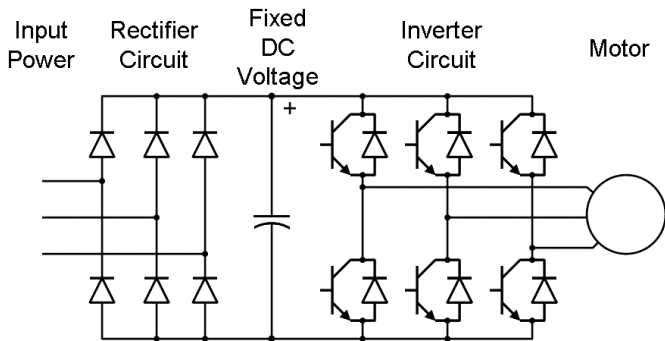 Input
Power
Rectifier
Circuit
Fixed
DC
Voltage
+
Inverter
Circuit
Motor